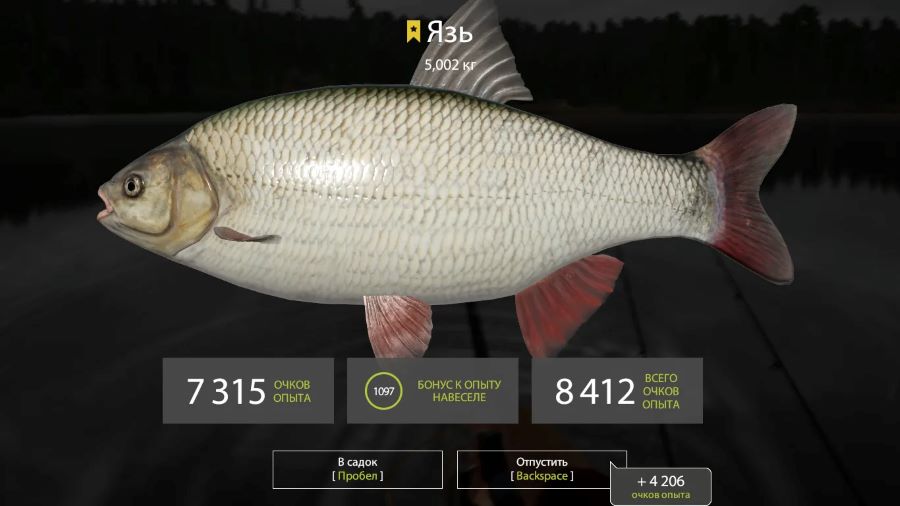 Язь
5,002 кг
7 315 ОЧКОВ ОПЫТА
1097 БОНУС К ОПЫТУ НАВЕСЕЛЕ
8 412 ВСЕГО ОЧКОВ ОПЫТА
В садок
[ Пробел ]
Отпустить
[ Backspace ]
+ 4 206
очков опыта